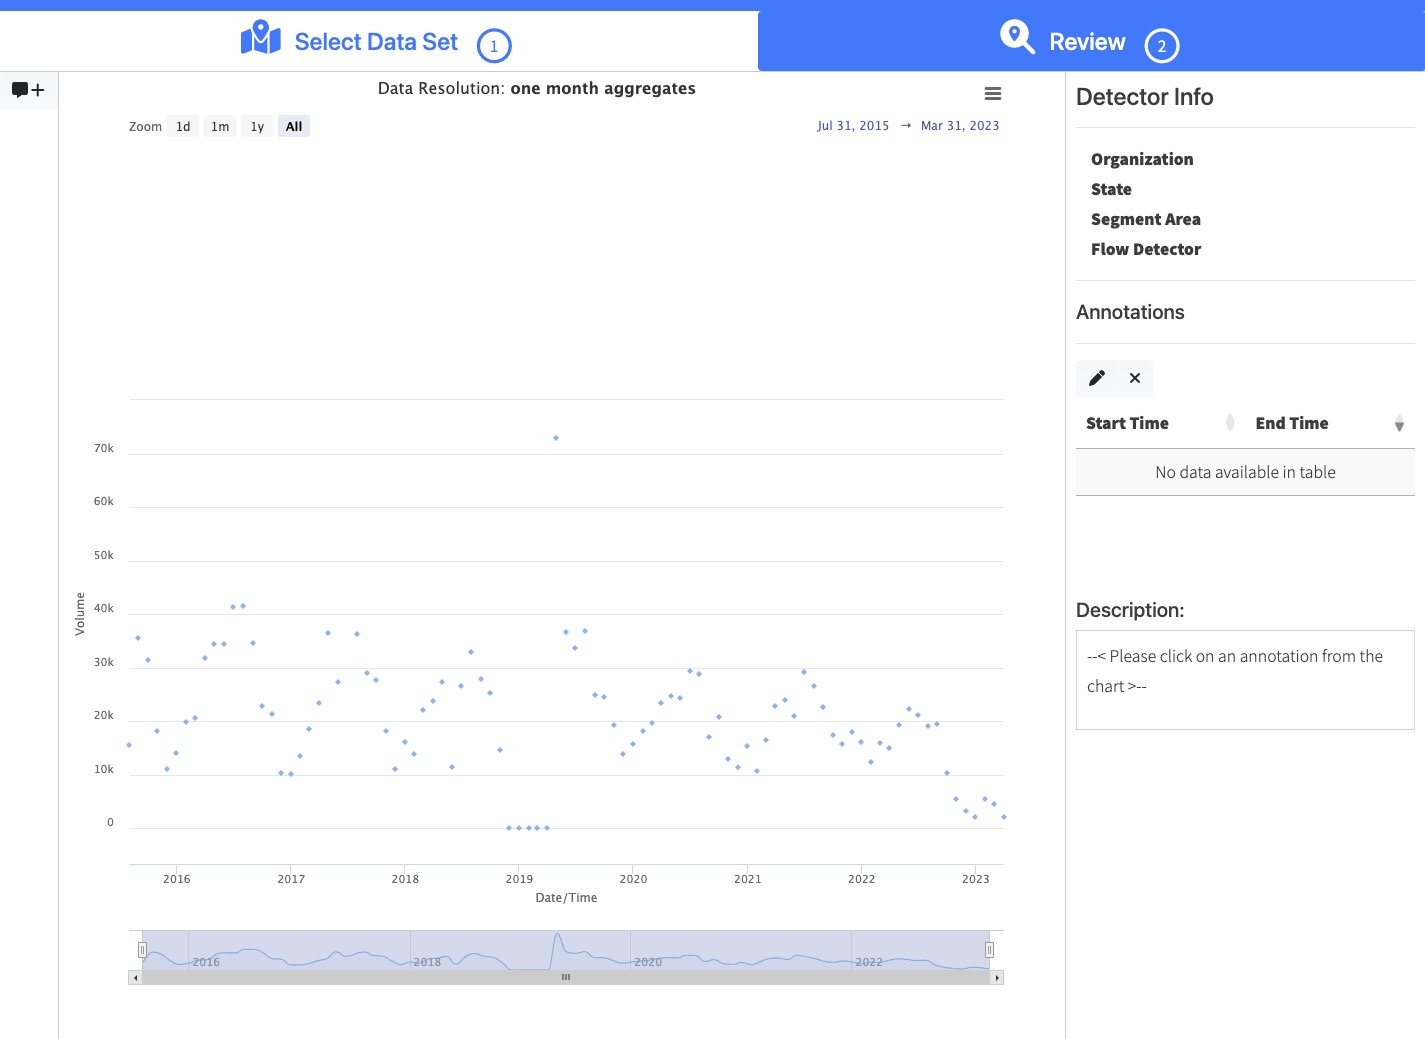 Select Data Set 1
Review 2
Data Resolution: one month aggregates
Zoom 1d 1m 1y All
Jul 31, 2015 → Mar 31, 2023
70k
60k
50k
40k
30k
20k
10k
0
Volume
2016 2017 2018 2019 2020 2021 2022 2023
Date/Time
2016 2018 2020 2022
Detector Info
Organization
State
Segment Area
Flow Detector
Annotations
Start Time End Time
No data available in table
Description:
--< Please click on an annotation from the
chart >--